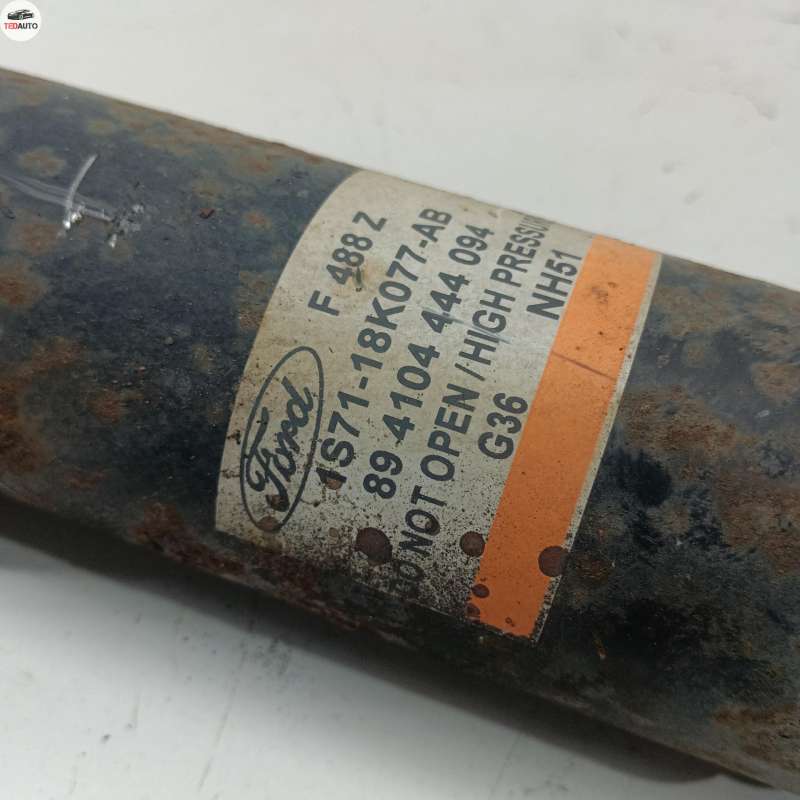 TEDAUTO
Ford
F 488 Z
1S71-18K077-AB
89 4104 444 094
DO NOT OPEN / HIGH PRESSURE
G36 NH51